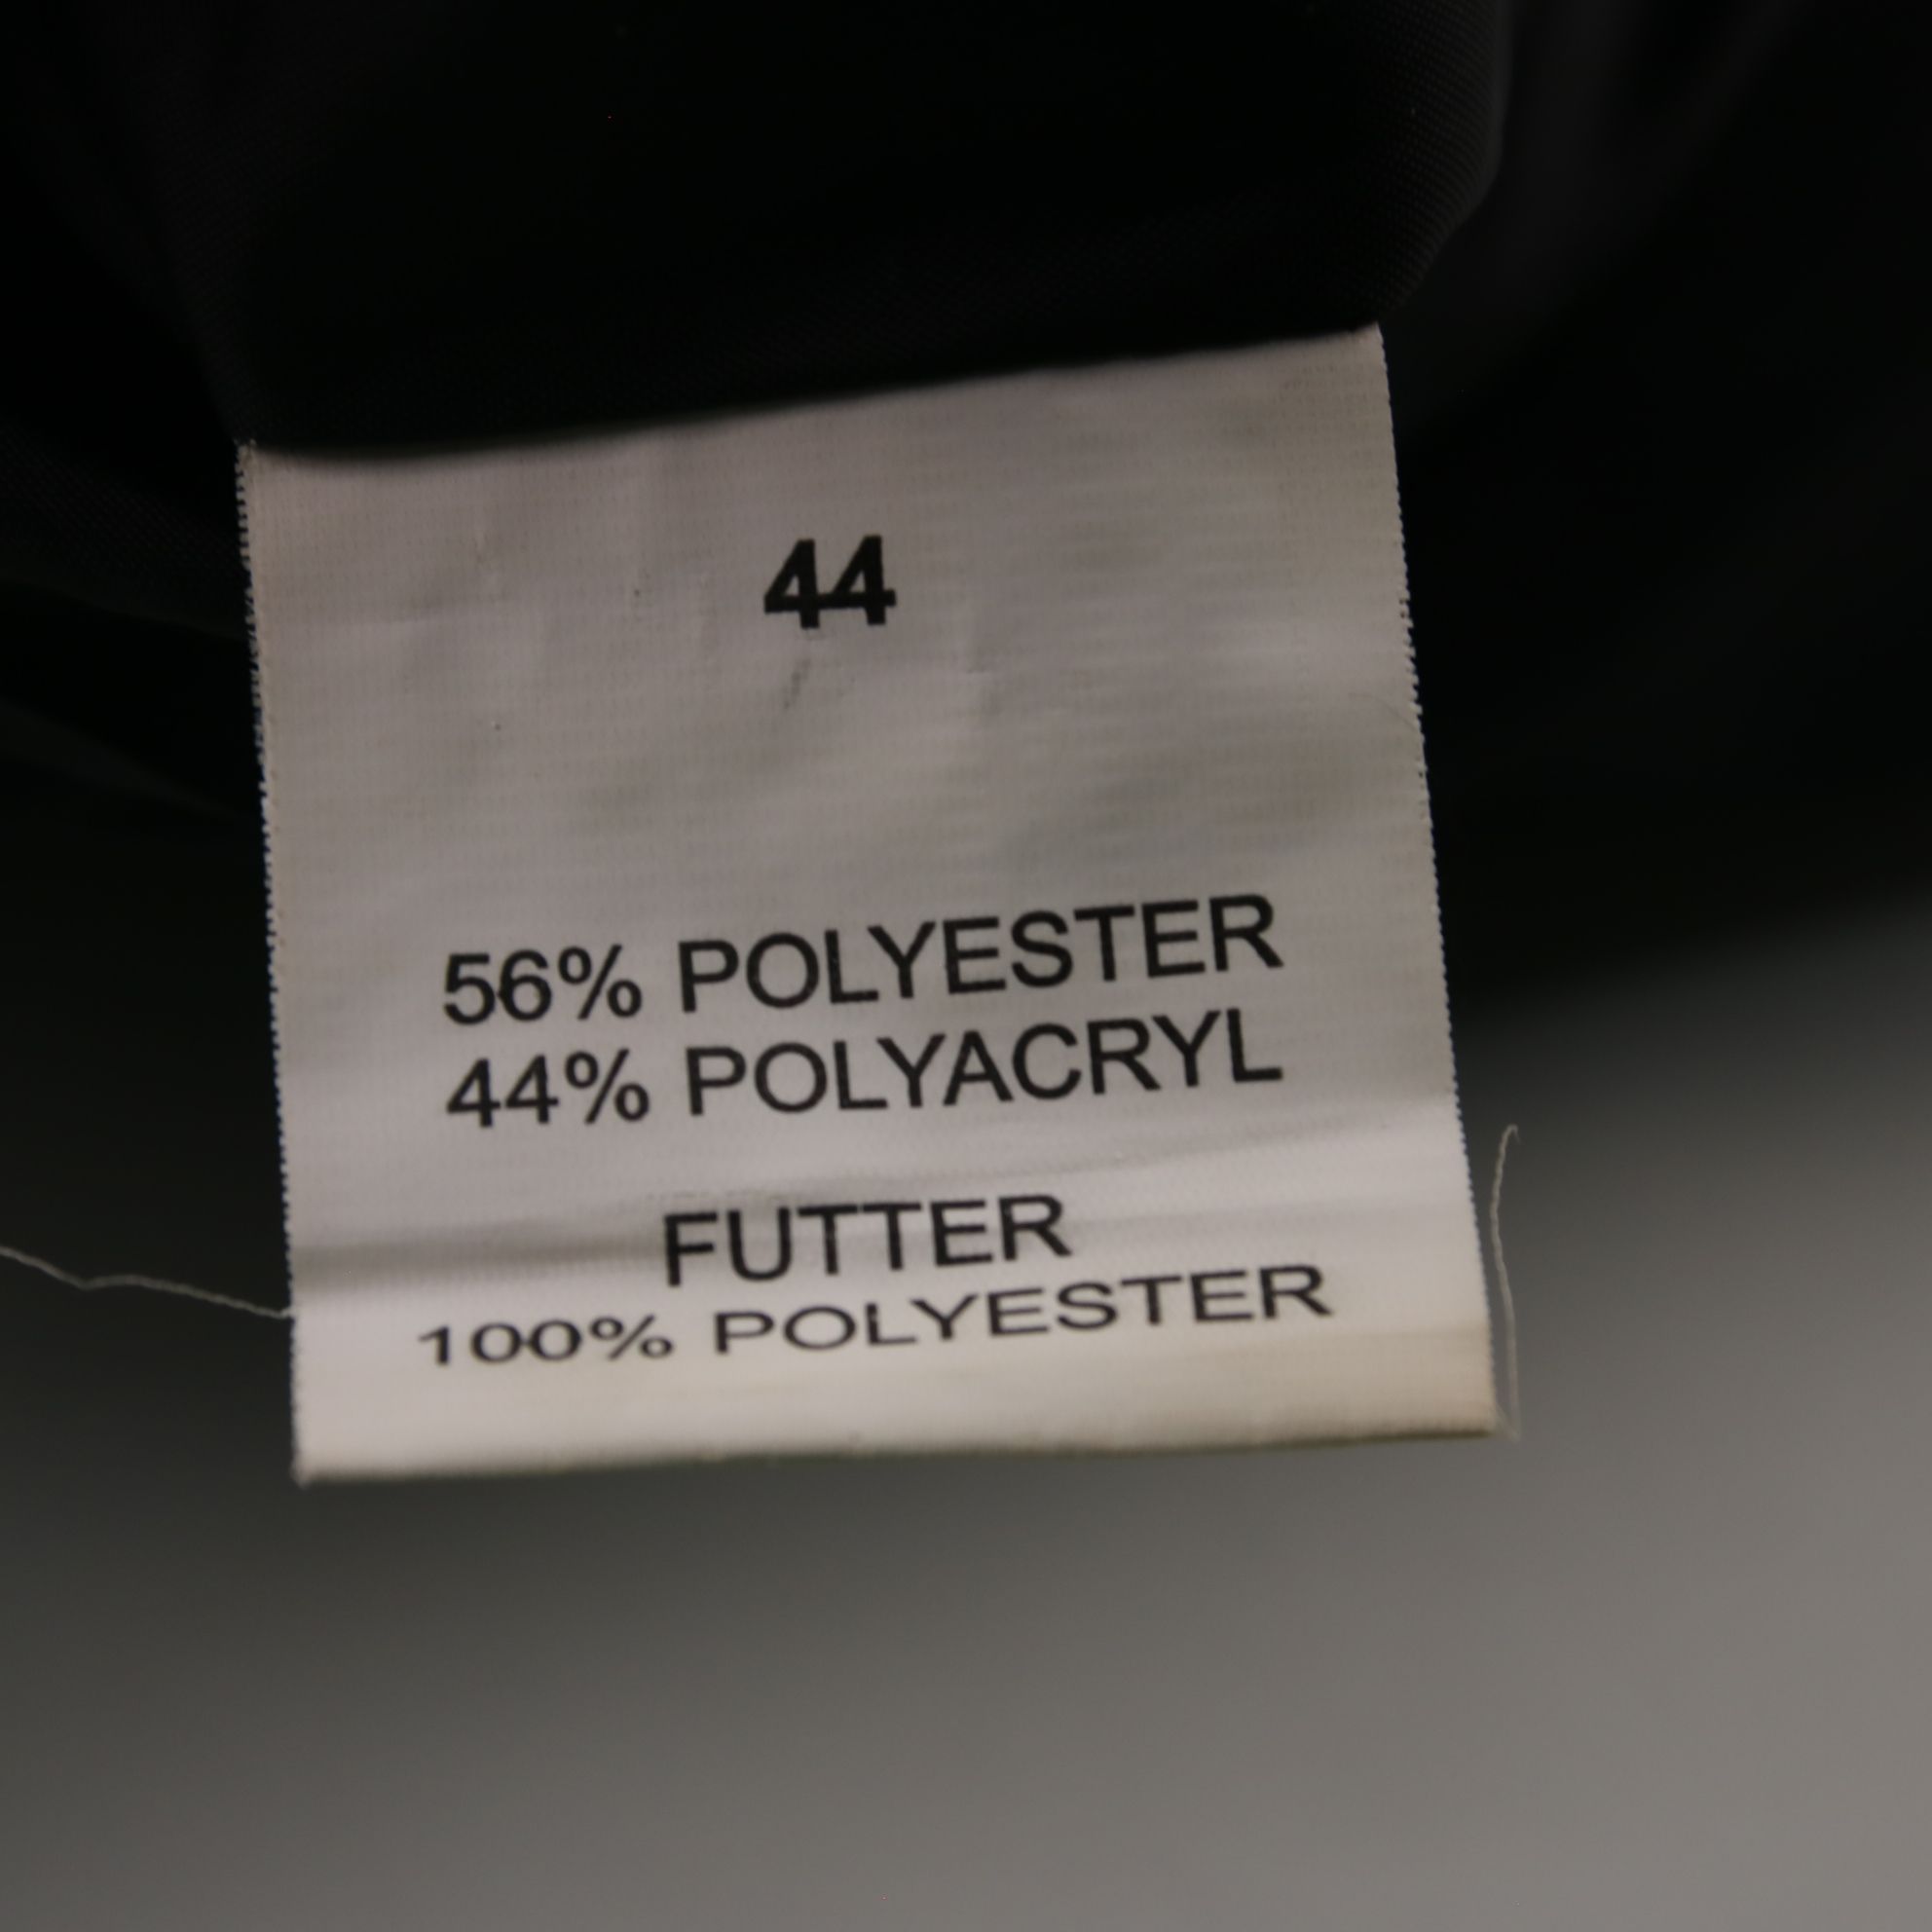 44
56% POLYESTER
44% POLYACRYL
FUTTER
100% POLYESTER